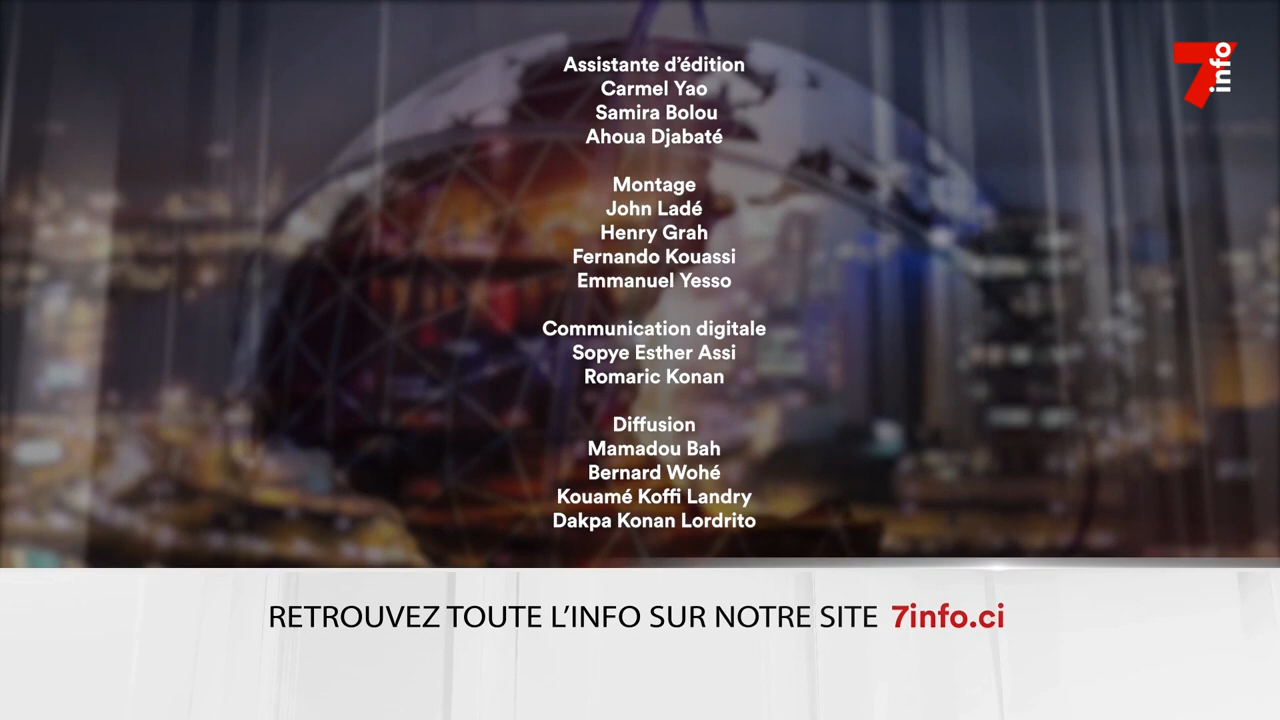 7info
Assistante d’édition
Carmel Yao
Samira Bolou
Ahoua Djabaté
Montage
John Ladé
Henry Grah
Fernando Kouassi
Emmanuel Yesso
Communication digitale
Sopye Esther Assi
Romaric Konan
Diffusion
Mamadou Bah
Bernard Wohé
Kouamé Koffi Landry
Dakpa Konan Lordrito
RETROUVEZ TOUTE L’INFO SUR NOTRE SITE 7info.ci